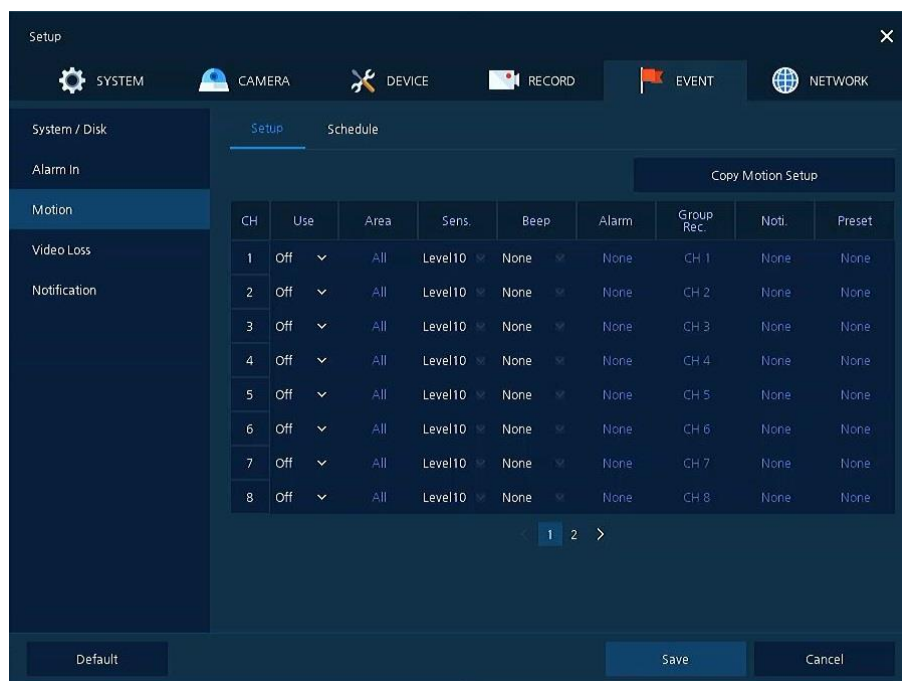 Setup
SYSTEM CAMERA DEVICE RECORD EVENT NETWORK
System / Disk
Alarm In
Motion
Video Loss
Notification
Setup Schedule
Copy Motion Setup
CH Use Area Sens. Beep Alarm Group Rec. Noti. Preset
1 Off All Level10 None None CH 1 None None
2 Off All Level10 None None CH 2 None None
3 Off All Level10 None None CH 3 None None
4 Off All Level10 None None CH 4 None None
5 Off All Level10 None None CH 5 None None
6 Off All Level10 None None CH 6 None None
7 Off All Level10 None None CH 7 None None
8 Off All Level10 None None CH 8 None None
< 1 2 >
Default Save Cancel